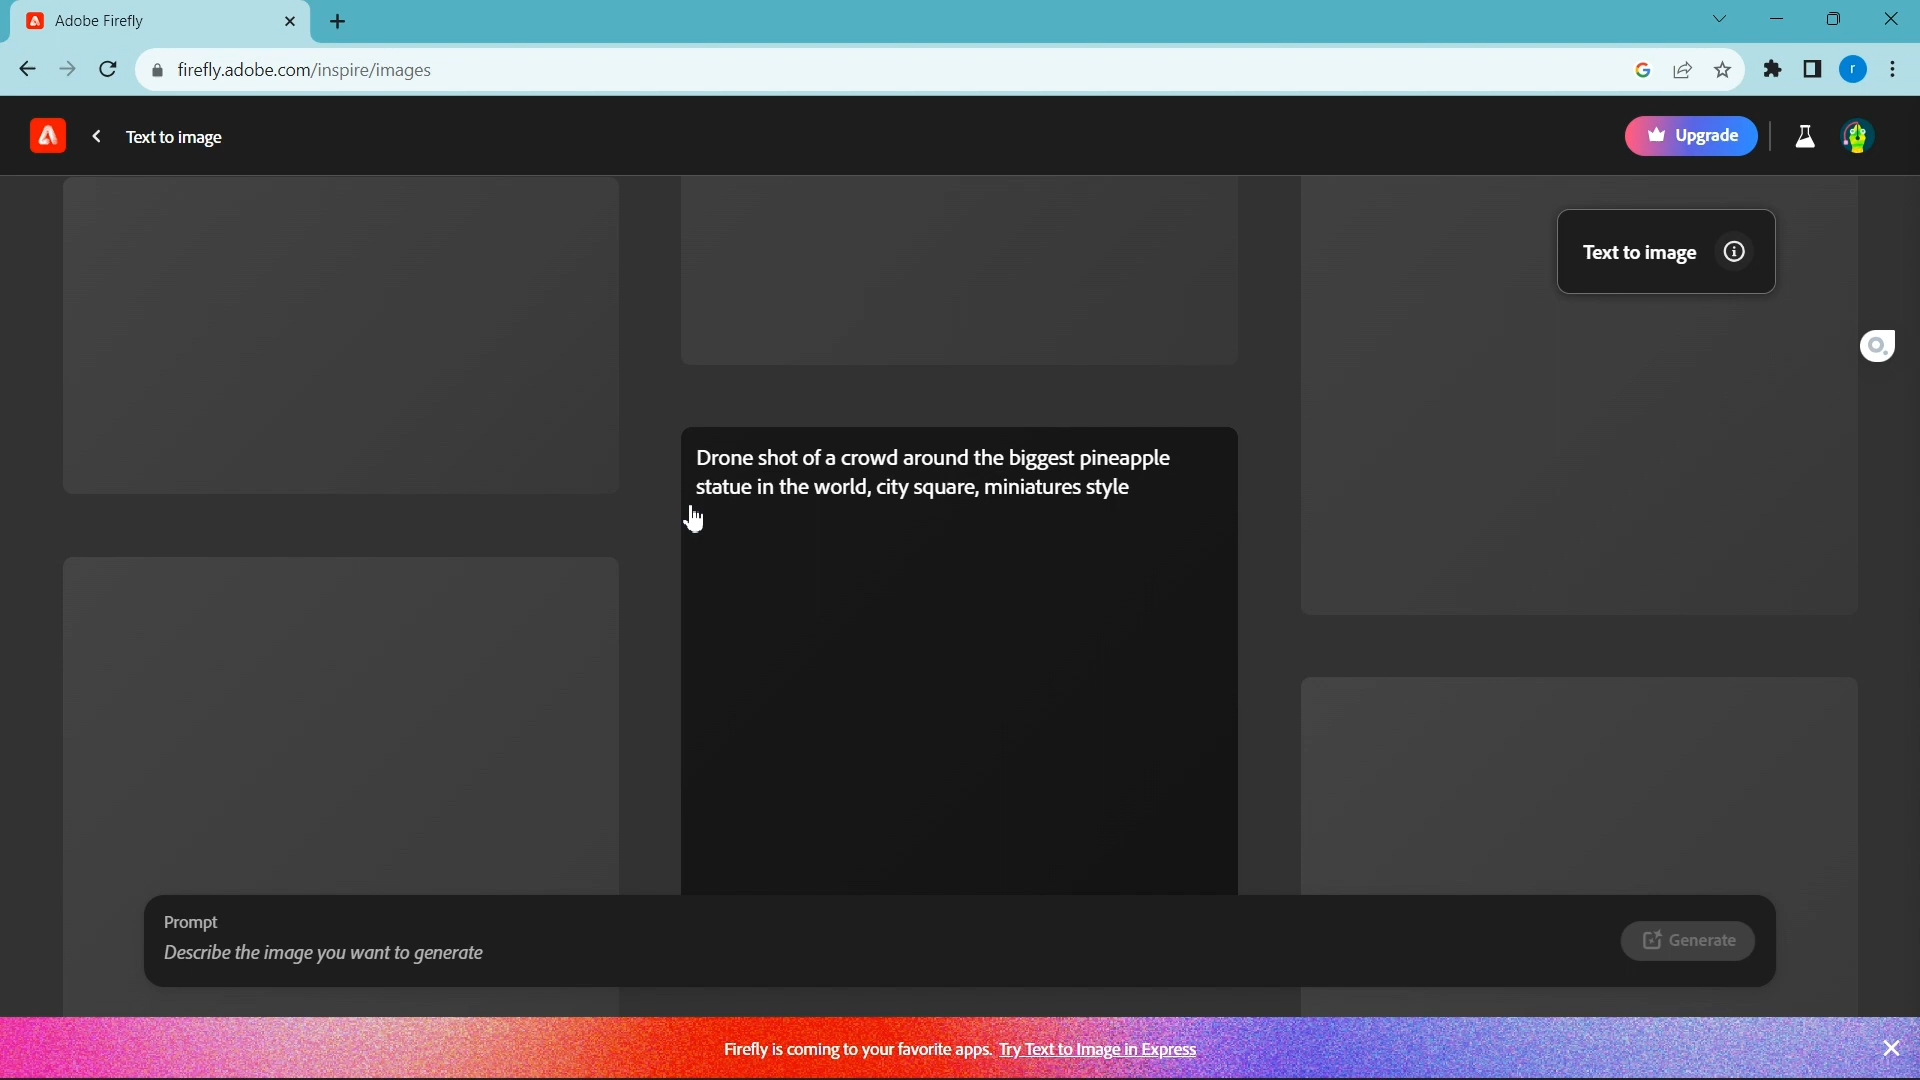 Adobe Firefly
firefly.adobe.com/inspire/images
r
Text to image
Upgrade
Text to image
Drone shot of a crowd around the biggest pineapple
statue in the world, city square, miniatures style
Prompt
Describe the image you want to generate
Generate
Firefly is coming to your favorite apps. Try Text to Image in Express